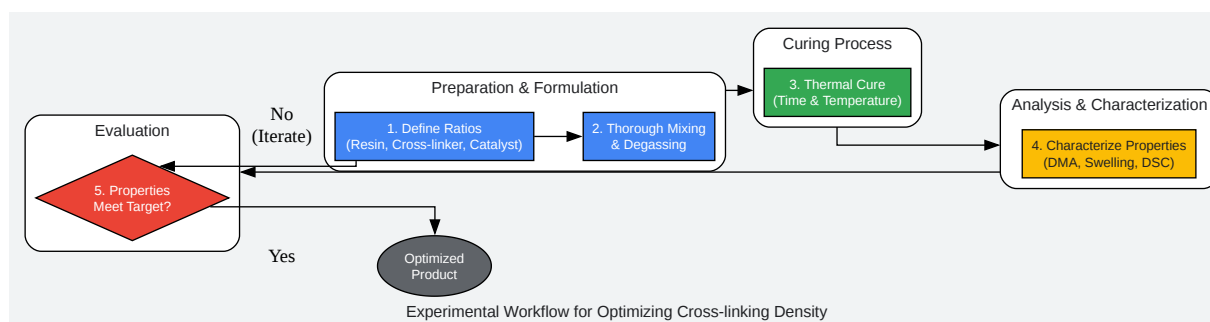 Curing Process
3. Thermal Cure
(Time & Temperature)
Preparation & Formulation
1. Define Ratios
(Resin, Cross-linker, Catalyst)
2. Thorough Mixing
& Degassing
Analysis & Characterization
4. Characterize Properties
(DMA, Swelling, DSC)
No
(Iterate)
Evaluation
5. Properties
Meet Target?
Yes
Optimized
Product
Experimental Workflow for Optimizing Cross-linking Density